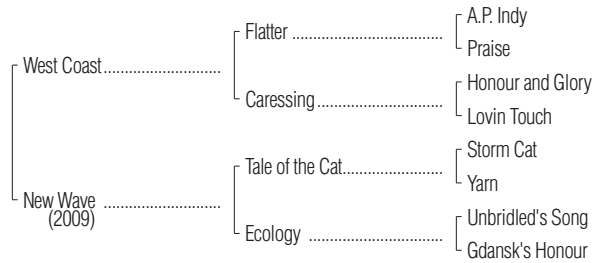 A.P. Indy
Flatter
Praise
West Coast
Honour and Glory
Caressing
Lovin Touch
Storm Cat
Tale of the Cat
Yarn
New Wave
(2009)
Unbridled's Song
Ecology
Gdansk's Honour